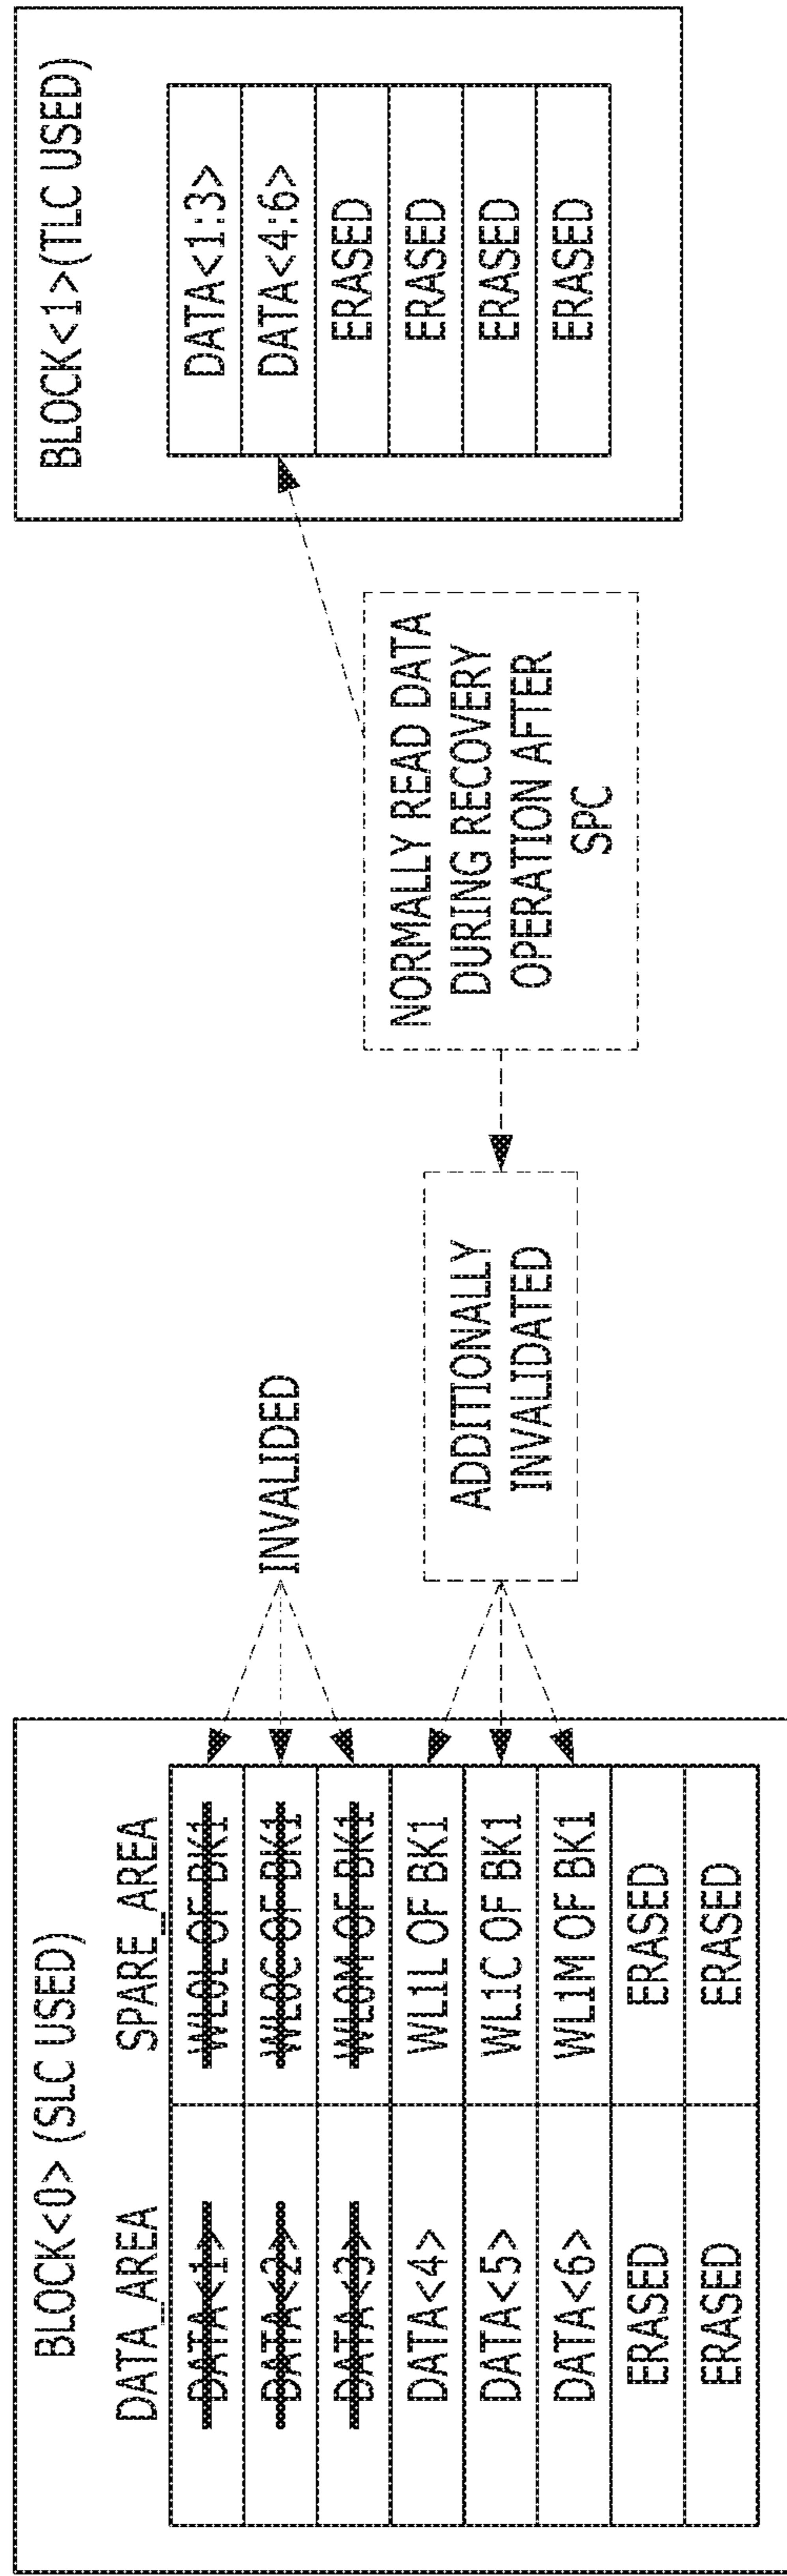 BLOCK<0> (SLC USED)
DATA_AREA SPARE_AREA
DATA<1> WL0L OF BK1
DATA<2> WL0C OF BK1
DATA<3> WL0M OF BK1
DATA<4> WL1L OF BK1
DATA<5> WL1C OF BK1
DATA<6> WL1M OF BK1
ERASED ERASED
ERASED ERASED
INVALIDED
ADDITIONALLY
INVALIDATED
NORMALLY READ DATA
DURING RECOVERY
OPERATION AFTER
SPC
BLOCK<1>(TLC USED)
DATA<1:3>
DATA<4:6>
ERASED
ERASED
ERASED
ERASED